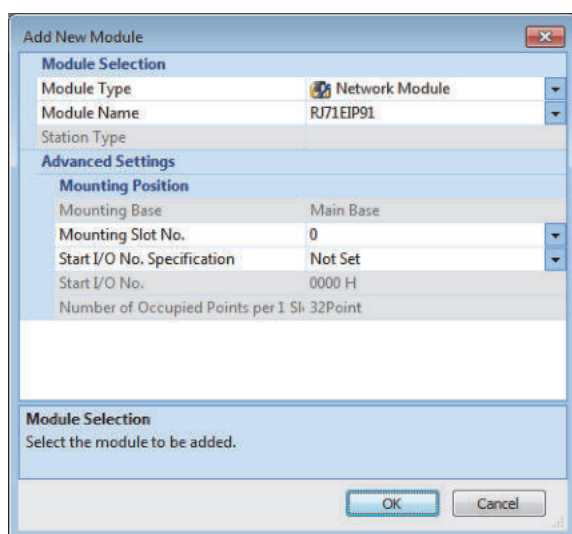 Add New Module
Module Selection
Module Type Network Module
Module Name RJ71EIP91
Station Type
Advanced Settings
Mounting Position
Mounting Base Main Base
Mounting Slot No. 0
Start I/O No. Specification Not Set
Start I/O No. 0000 H
Number of Occupied Points per 1 Sl 32Point
Module Selection
Select the module to be added.
OK Cancel